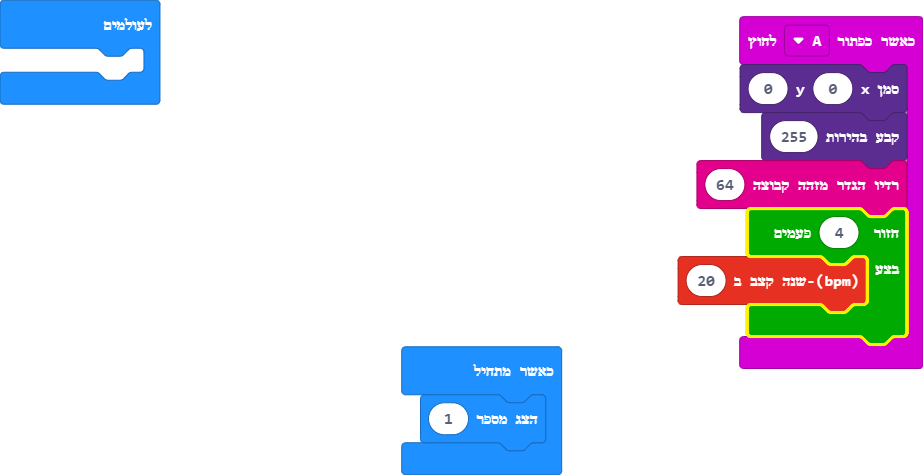 לעולמים
כאשר כפתור A לחוץ
סמן x 0 y 0
קבע בהירות 255
רדיו הגדר מזהה קבוצה 64
חזור 4 פעמים
בצע
שנה קצב ב-(bpm) 20
כאשר מתחיל
הצג מספר 1